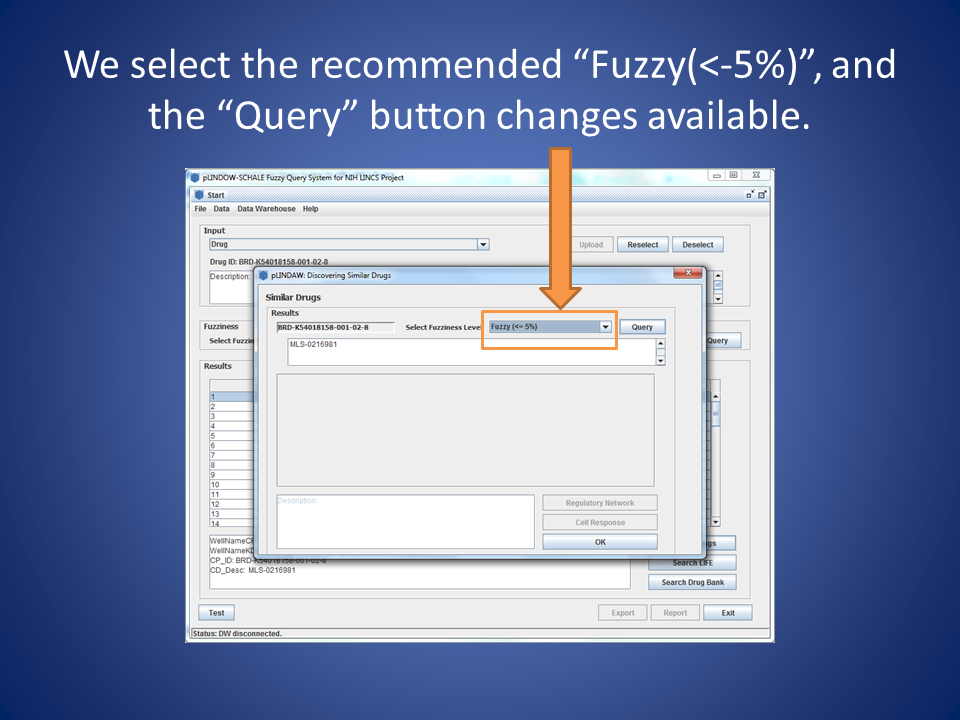 We select the recommended “Fuzzy(<-5%)”, and
the “Query” button changes available.
pLINDOW-SCHALE Fuzzy Query System for NIH LINCS Project
Start
File Data Data Warehouse Help
Input
Drug
Upload Reselect Deselect
Drug ID: BRD-K54018158-001-02-8
Description:
pLINDAW: Discovering Similar Drugs
Similar Drugs
Results
BRD-K54018158-001-02-8 Select Fuzziness Level Fuzzy (<= 5%) Query
MLS-0216981
Description:
Regulatory Network
Cell Response
OK
Fuzziness
Select Fuzzin
Query
Results
1
2
3
4
5
6
7
8
9
10
11
12
13
14
WellNameCP
WellNameKD
CP_ID: BRD-K54018158-001-02-8
CD_Desc: MLS-0216981
Search LIFE
Search Drug Bank
Test Export Report Exit
Status: DW disconnected.